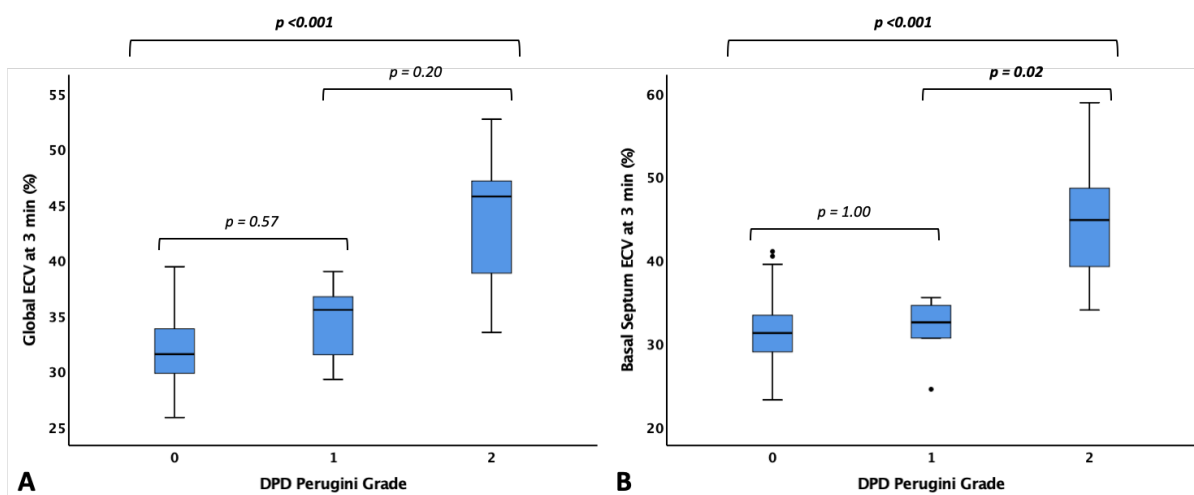 p <0.001
p = 0.20
p = 0.57
Global ECV at 3 min (%)
55
50
45
40
35
30
25
0 1 2
DPD Perugini Grade
A
p <0.001
p = 0.02
p = 1.00
Basal Septum ECV at 3 min (%)
60
50
40
30
20
0 1 2
DPD Perugini Grade
B